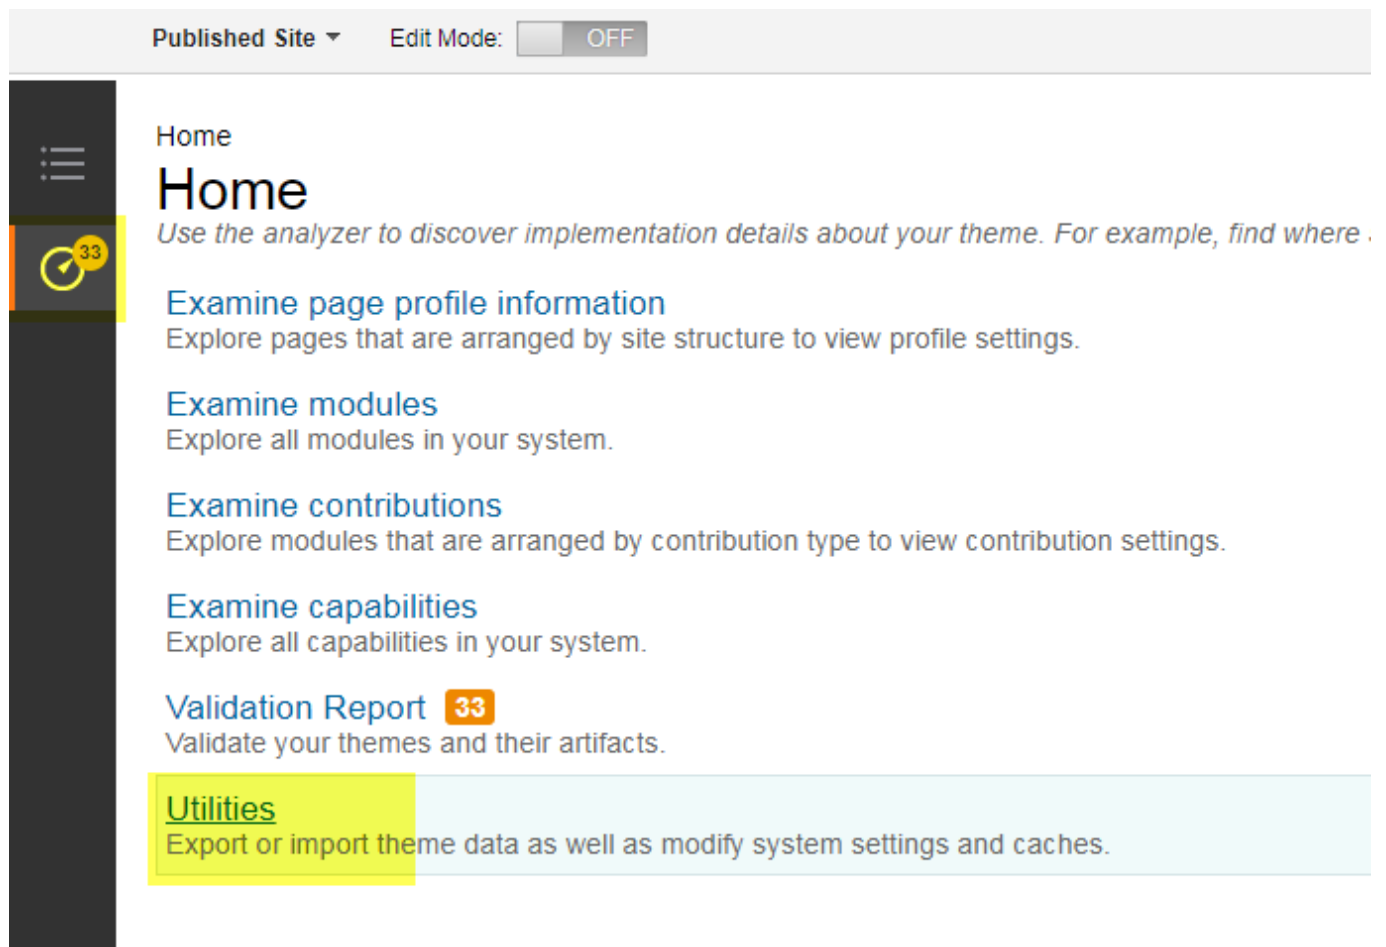 Published Site Edit Mode: OFF
Home
Home
Use the analyzer to discover implementation details about your theme. For example, find where
33
Examine page profile information
Explore pages that are arranged by site structure to view profile settings.
Examine modules
Explore all modules in your system.
Examine contributions
Explore modules that are arranged by contribution type to view contribution settings.
Examine capabilities
Explore all capabilities in your system.
Validation Report 33
Validate your themes and their artifacts.
Utilities
Export or import theme data as well as modify system settings and caches.